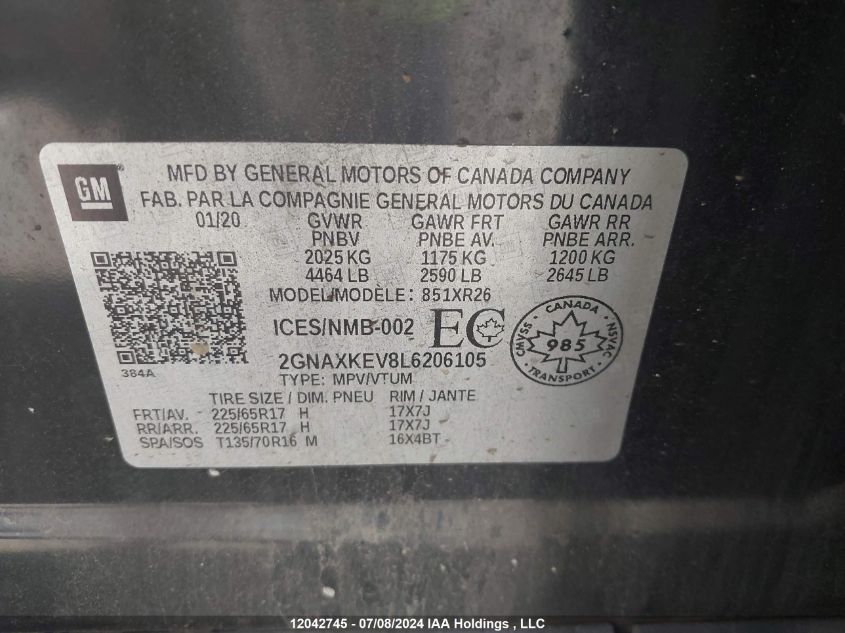 GM
MFD BY GENERAL MOTORS OF CANADA COMPANY
FAB. PAR LA COMPAGNIE GENERAL MOTORS DU CANADA
01/20 GVWR GAWR FRT GAWR RR
PNBV PNBE AV. PNBE ARR.
2025 KG 1175 KG 1200 KG
4464 LB 2590 LB 2645 LB
MODEL/MODÈLE: 851XR26
ICES/NMB-002 EC
CANADA
CMVSS 985 NSVAC
TRANSPORT
384A
2GNAXKEV8L6206105
TYPE: MPV/VTUM
TIRE SIZE / DIM. PNEU RIM / JANTE
FRT/AV. 225/65R17 H 17X7J
RR/ARR. 225/65R17 H 17X7J
SPA/SOS T135/70R16 M 16X4BT
12042745 - 07/08/2024 IAA Holdings , LLC